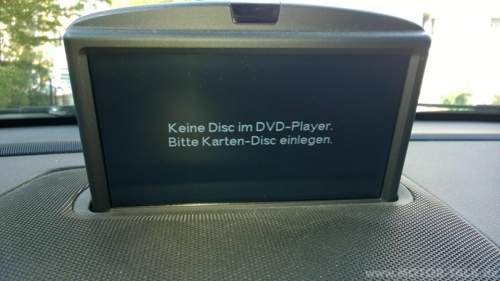 Keine Disc im DVD-Player.
Bitte Karten-Disc einlegen.